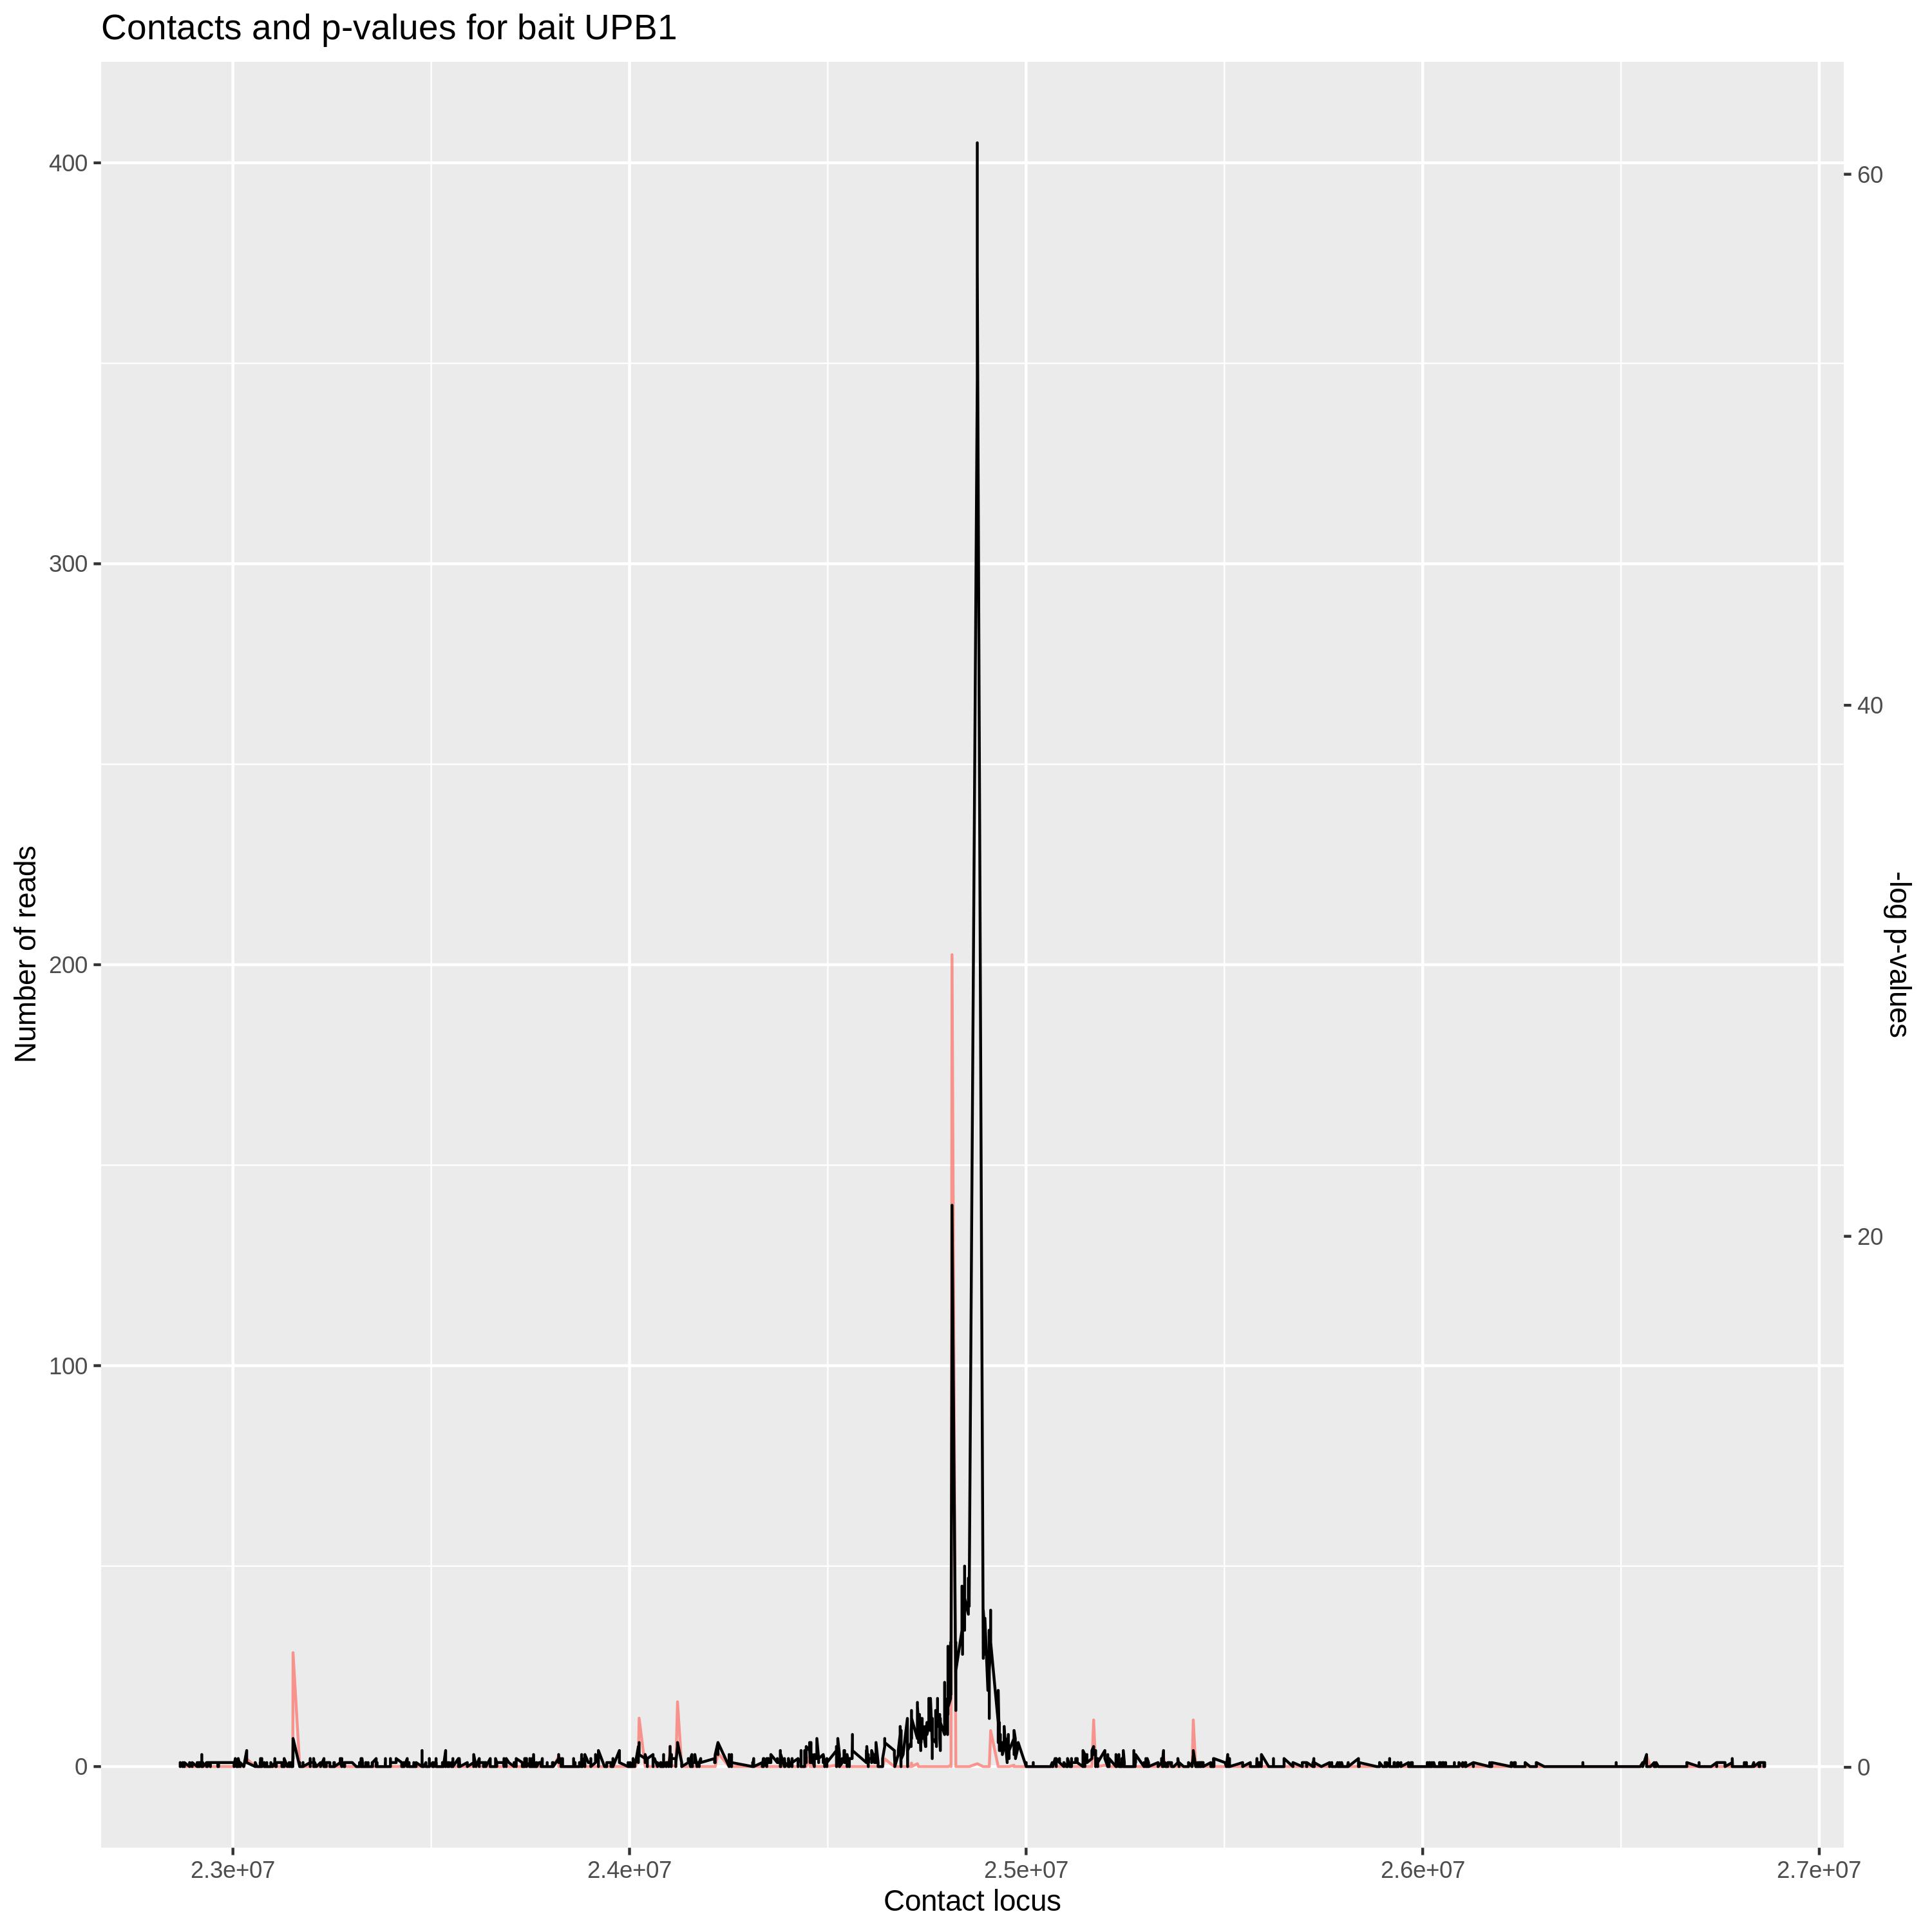 Contacts and p-values for bait UPB1
400
300
200
100
0
Number of reads
60
40
20
0
-log p-values
2.3e+07
2.4e+07
2.5e+07
2.6e+07
2.7e+07
Contact locus